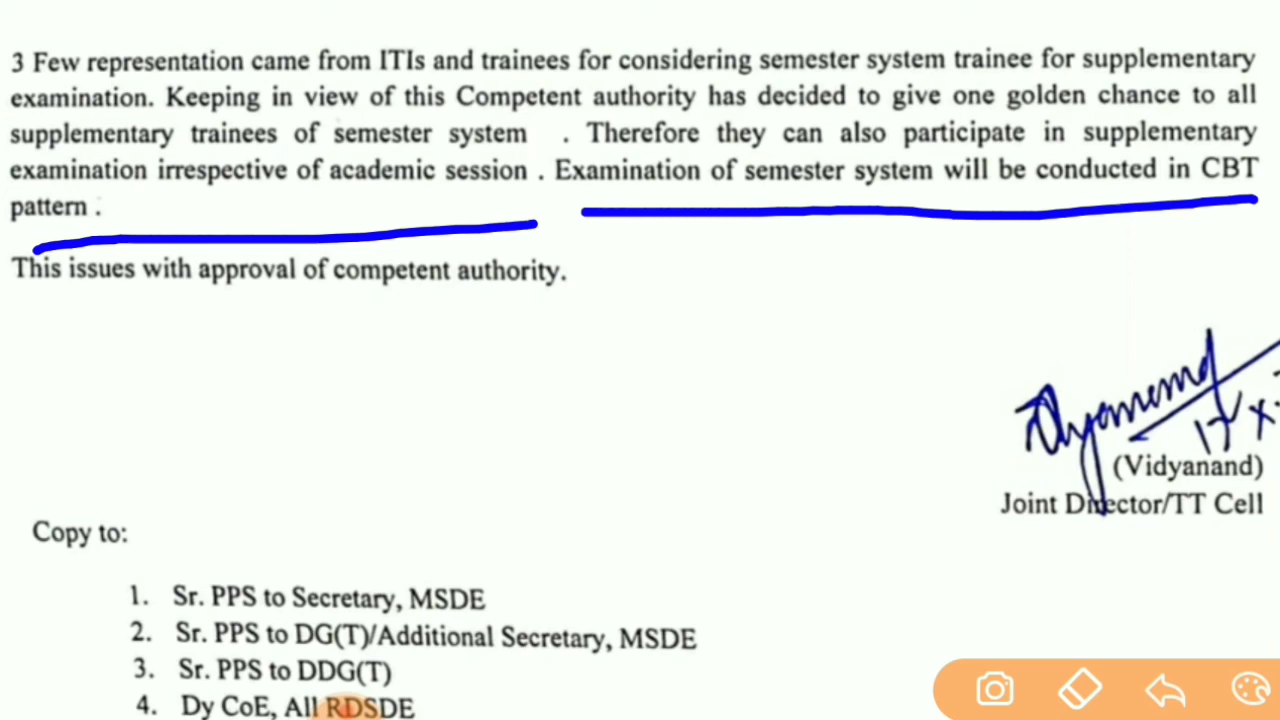 3 Few representation came from ITIs and trainees for considering semester system trainee for supplementary
examination. Keeping in view of this Competent authority has decided to give one golden chance to all
supplementary trainees of semester system . Therefore they can also participate in supplementary
examination irrespective of academic session . Examination of semester system will be conducted in CBT
pattern .
This issues with approval of competent authority.
(Vidyanand)
Joint Director/TT Cell
Copy to:
1. Sr. PPS to Secretary, MSDE
2. Sr. PPS to DG(T)/Additional Secretary, MSDE
3. Sr. PPS to DDG(T)
4. Dy CoE, All RDSDE